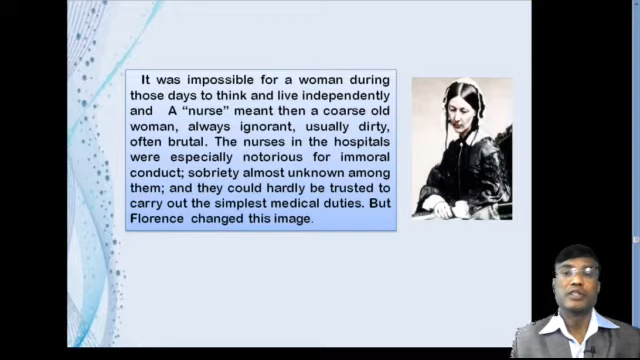 It was impossible for a woman during
those days to think and live independently
and A “nurse” meant then a coarse old
woman, always ignorant, usually dirty,
often brutal. The nurses in the hospitals
were especially notorious for immoral
conduct; sobriety almost unknown among
them; and they could hardly be trusted to
carry out the simplest medical duties. But
Florence changed this image.